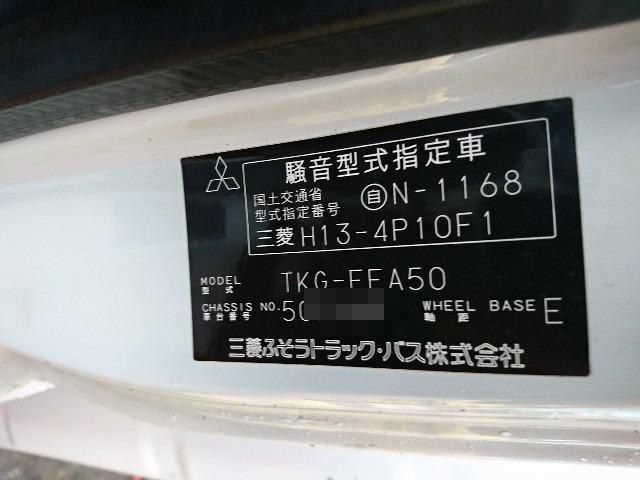 騒音型式指定車
国土交通省
型式指定番号
自N-1168
三菱 H13-4P10F1
MODEL 型式 TKG-FEA50
CHASSIS NO. 車台番号 50
WHEEL BASE 軸距 E
三菱ふそうトラック・バス株式会社